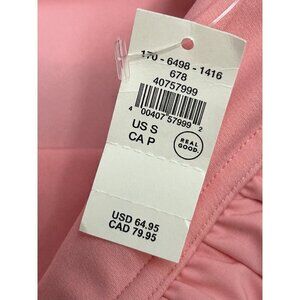 170 - 6498 - 1416
678
40757999
4 00407 57999 2
US S
CA P
REAL
GOOD.
USD 64.95
CAD 79.95